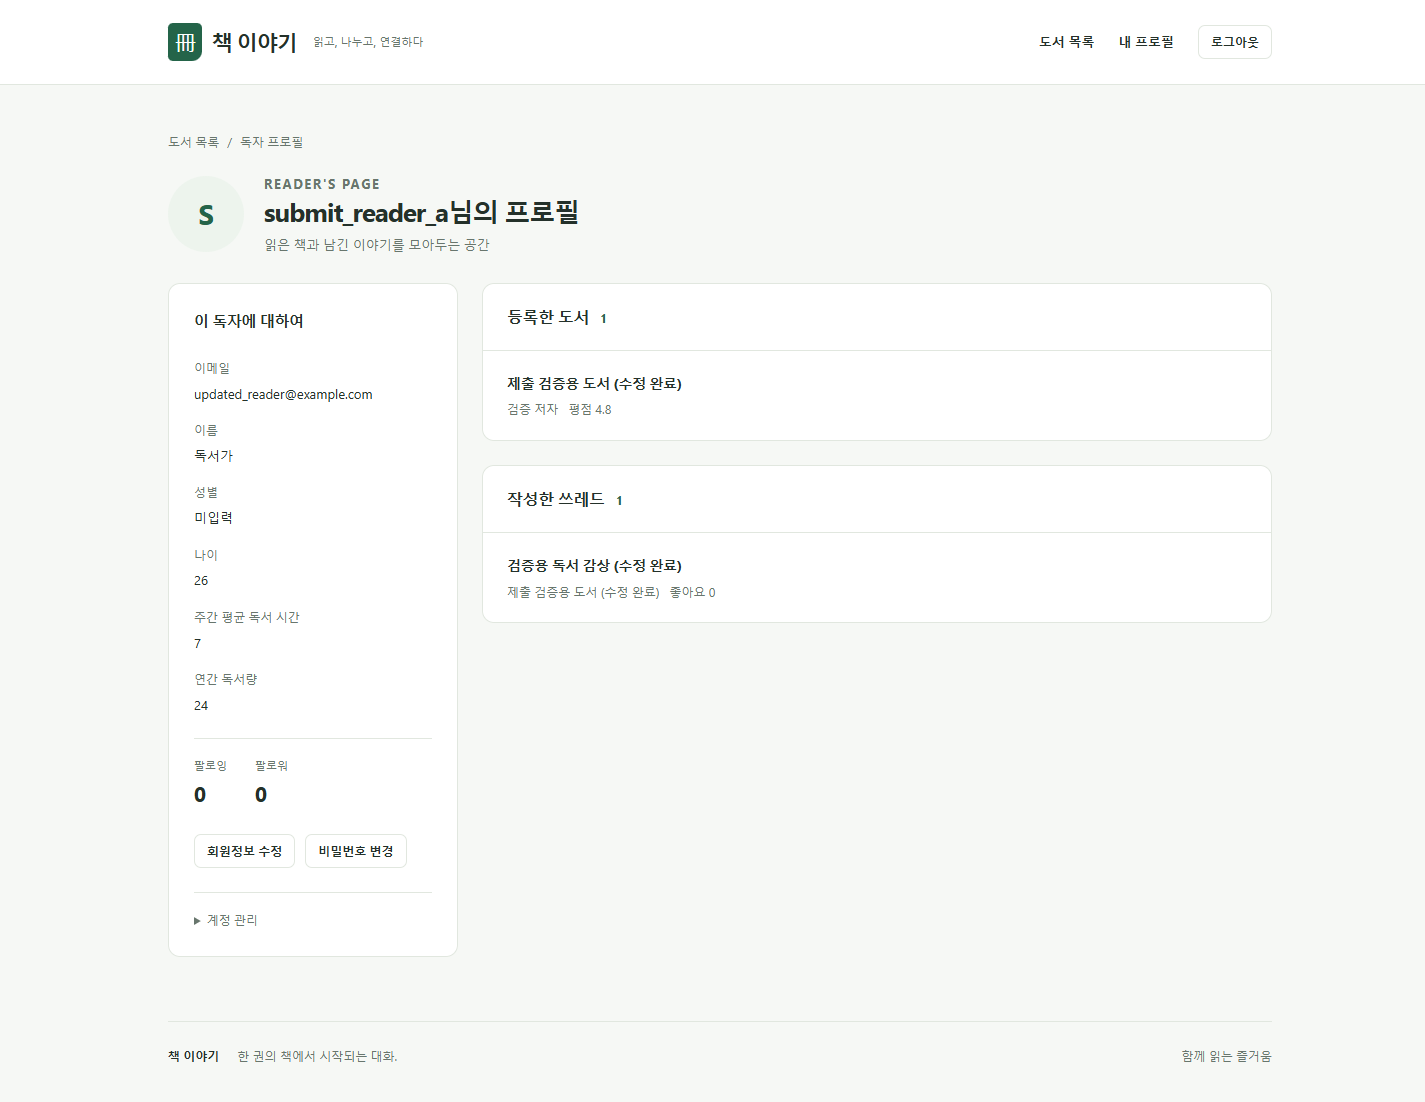 冊 책 이야기 읽고, 나누고, 연결하다 도서 목록 내 프로필 로그아웃
도서 목록 / 독자 프로필
S
READER'S PAGE
submit_reader_a님의 프로필
읽은 책과 남긴 이야기를 모아두는 공간
이 독자에 대하여
이메일
updated_reader@example.com
이름
독서가
성별
미입력
나이
26
주간 평균 독서 시간
7
연간 독서량
24
팔로잉 팔로워
0 0
회원정보 수정 비밀번호 변경
▶ 계정 관리
등록한 도서 1
제출 검증용 도서 (수정 완료)
검증 저자 평점 4.8
작성한 쓰레드 1
검증용 독서 감상 (수정 완료)
제출 검증용 도서 (수정 완료) 좋아요 0
책 이야기 한 권의 책에서 시작되는 대화. 함께 읽는 즐거움